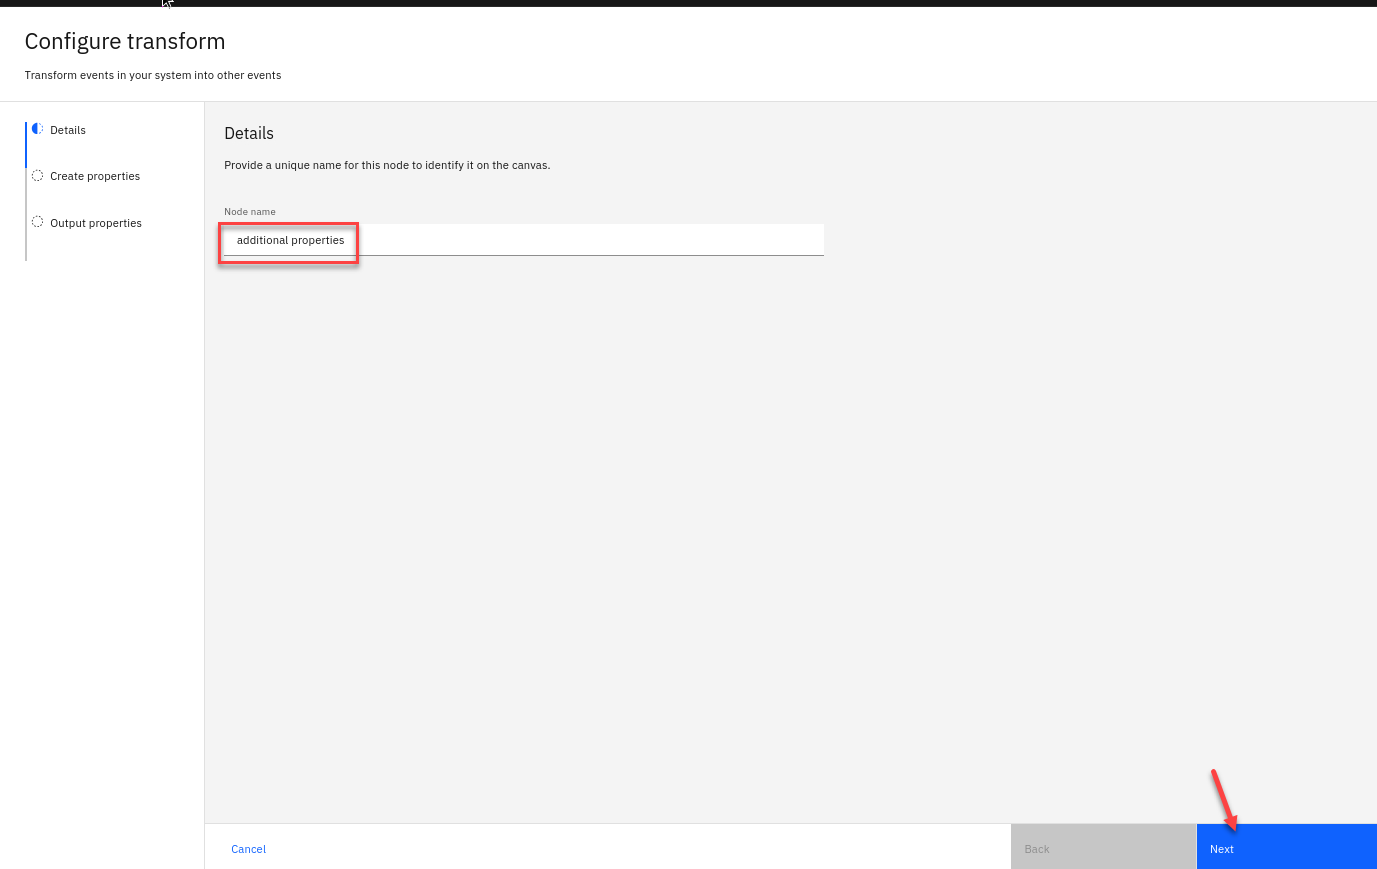 Configure transform
Transform events in your system into other events
Details
Create properties
Output properties
Details
Provide a unique name for this node to identify it on the canvas.
Node name
additional properties
Cancel
Back
Next